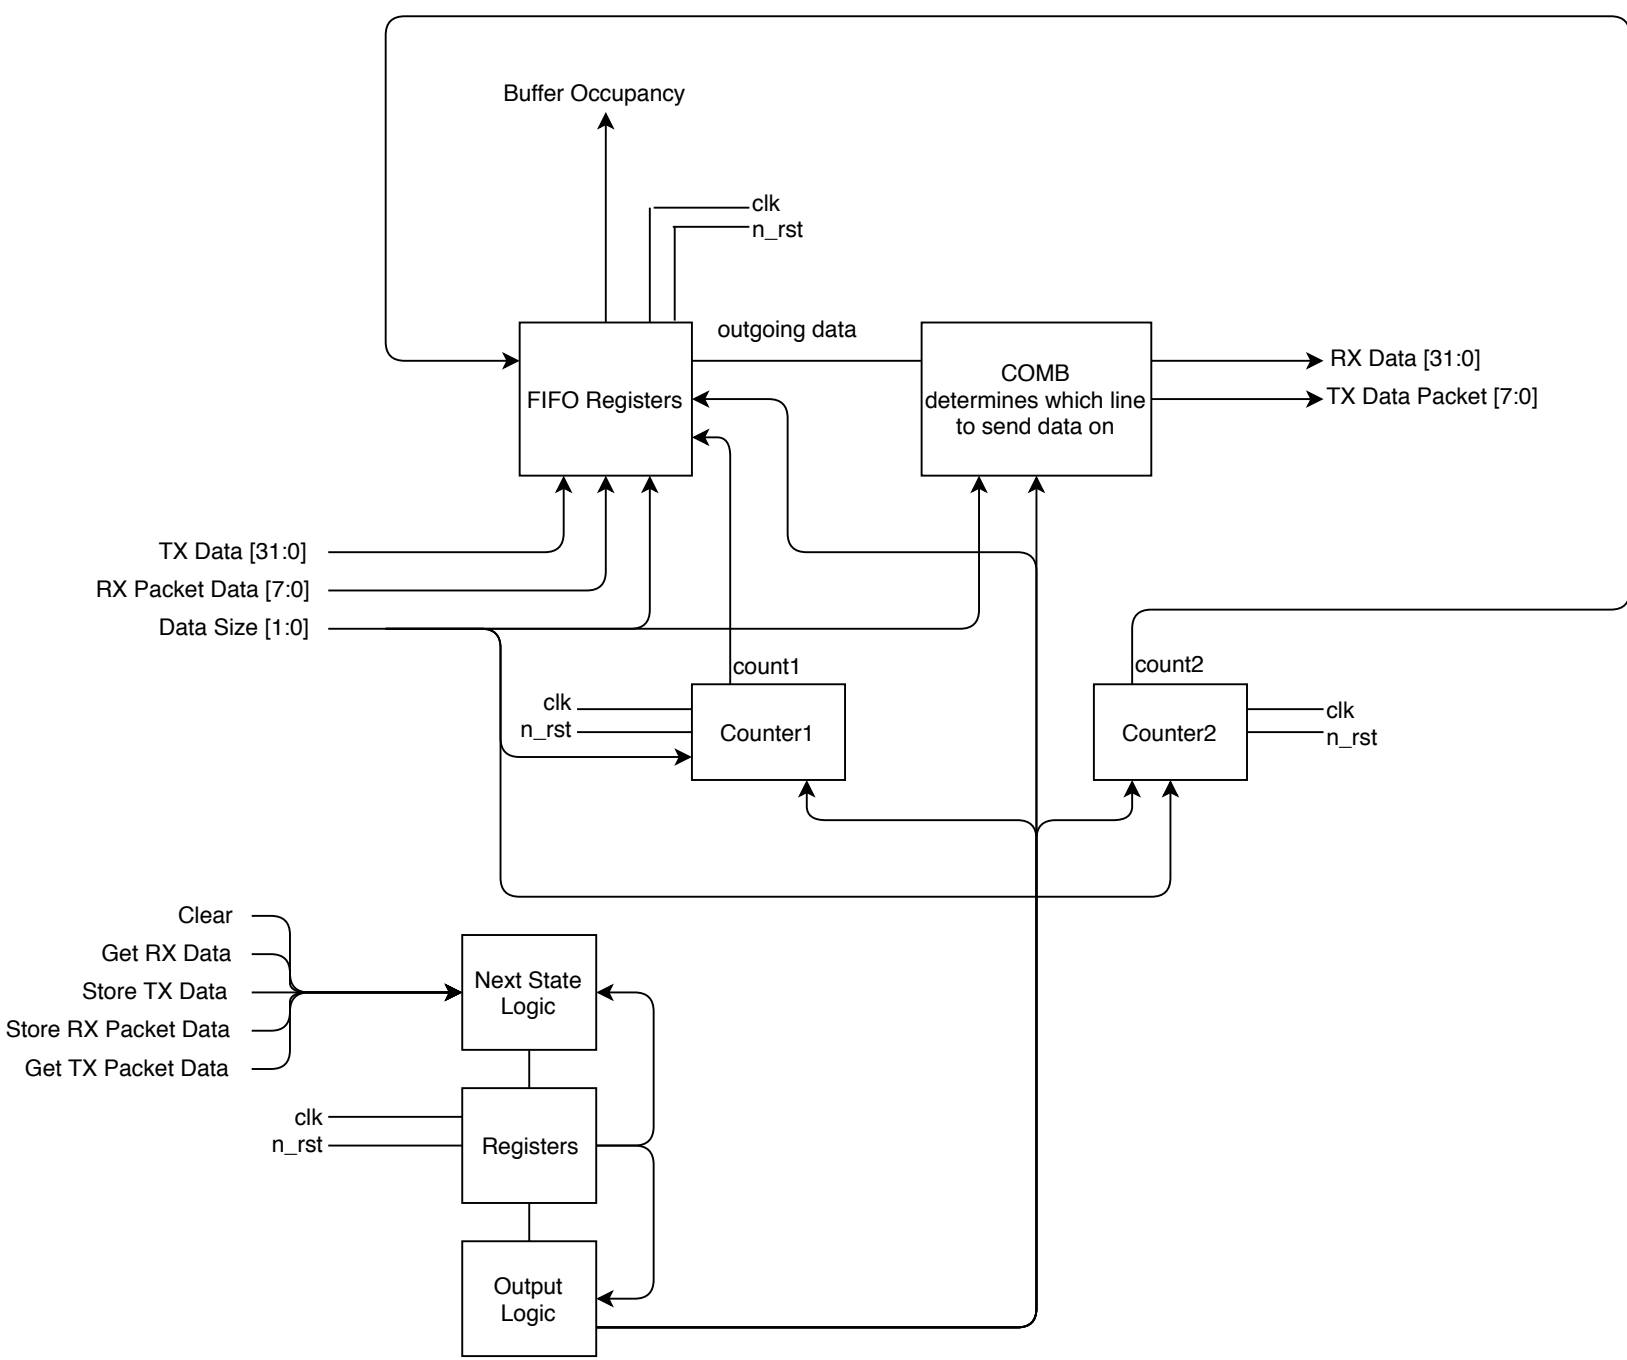 Buffer Occupancy
clk
n_rst
outgoing data
FIFO Registers
COMB
determines which line
to send data on
RX Data [31:0]
TX Data Packet [7:0]
TX Data [31:0]
RX Packet Data [7:0]
Data Size [1:0]
count1
clk
n_rst
Counter1
count2
Counter2
clk
n_rst
Clear
Get RX Data
Store TX Data
Store RX Packet Data
Get TX Packet Data
Next State
Logic
clk
n_rst
Registers
Output
Logic